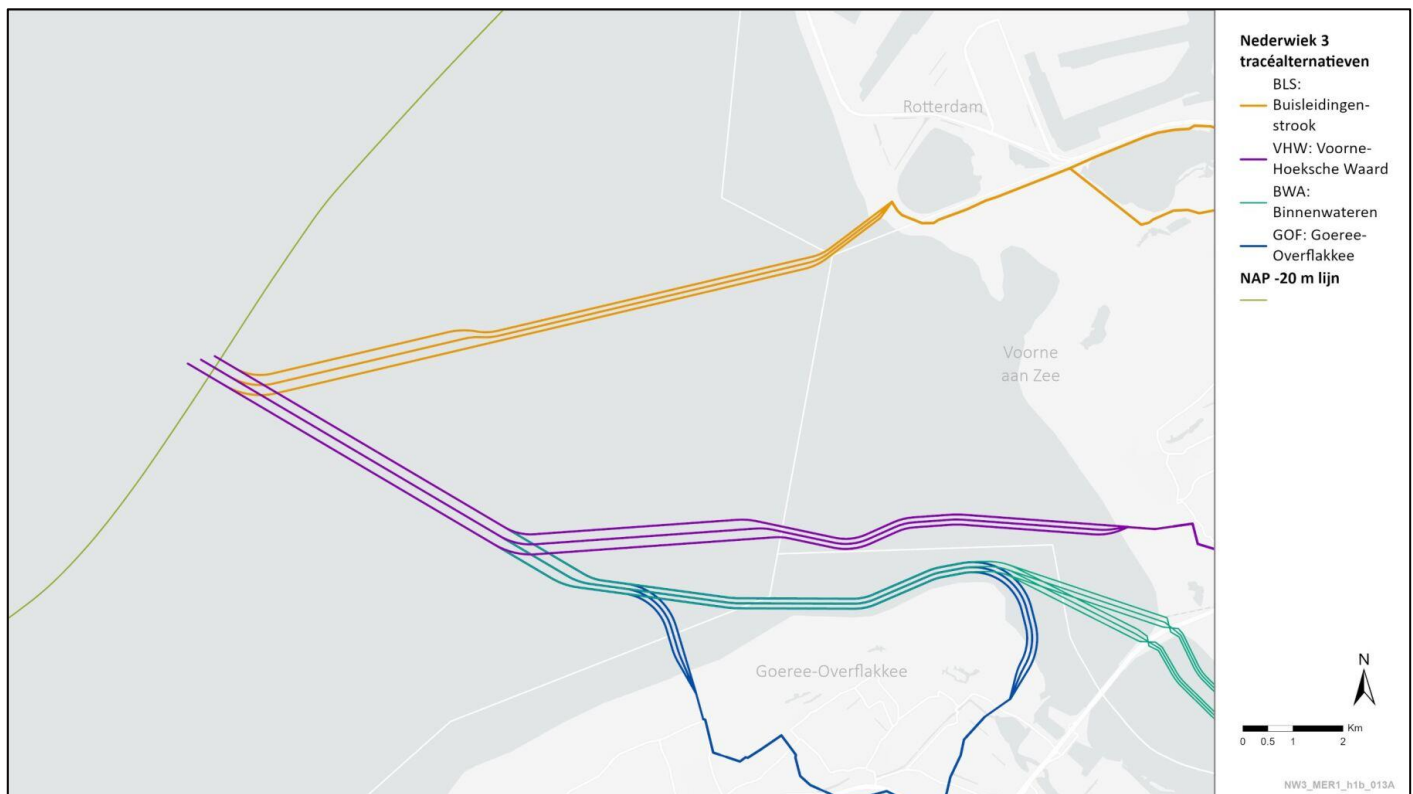 Rotterdam
Voorne
aan Zee
Goeree-Overflakkee
Nederwiek 3
tracéalternatieven
BLS:
Buisleidingen-
strook
VHW: Voorne-
Hoeksche Waard
BWA:
Binnenwateren
GOF: Goeree-
Overflakkee
NAP -20 m lijn
N
Km
0 0.5 1 2
NW3_MER1_h1b_013A